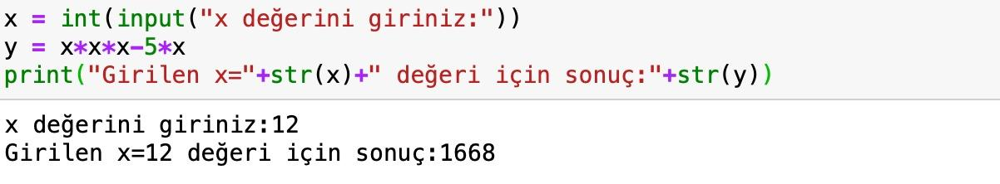 x = int(input("x değerini giriniz:"))
y = x*x*x-5*x
print("Girilen x="+str(x)+" değeri için sonuç:"+str(y))
x değerini giriniz:12
Girilen x=12 değeri için sonuç:1668